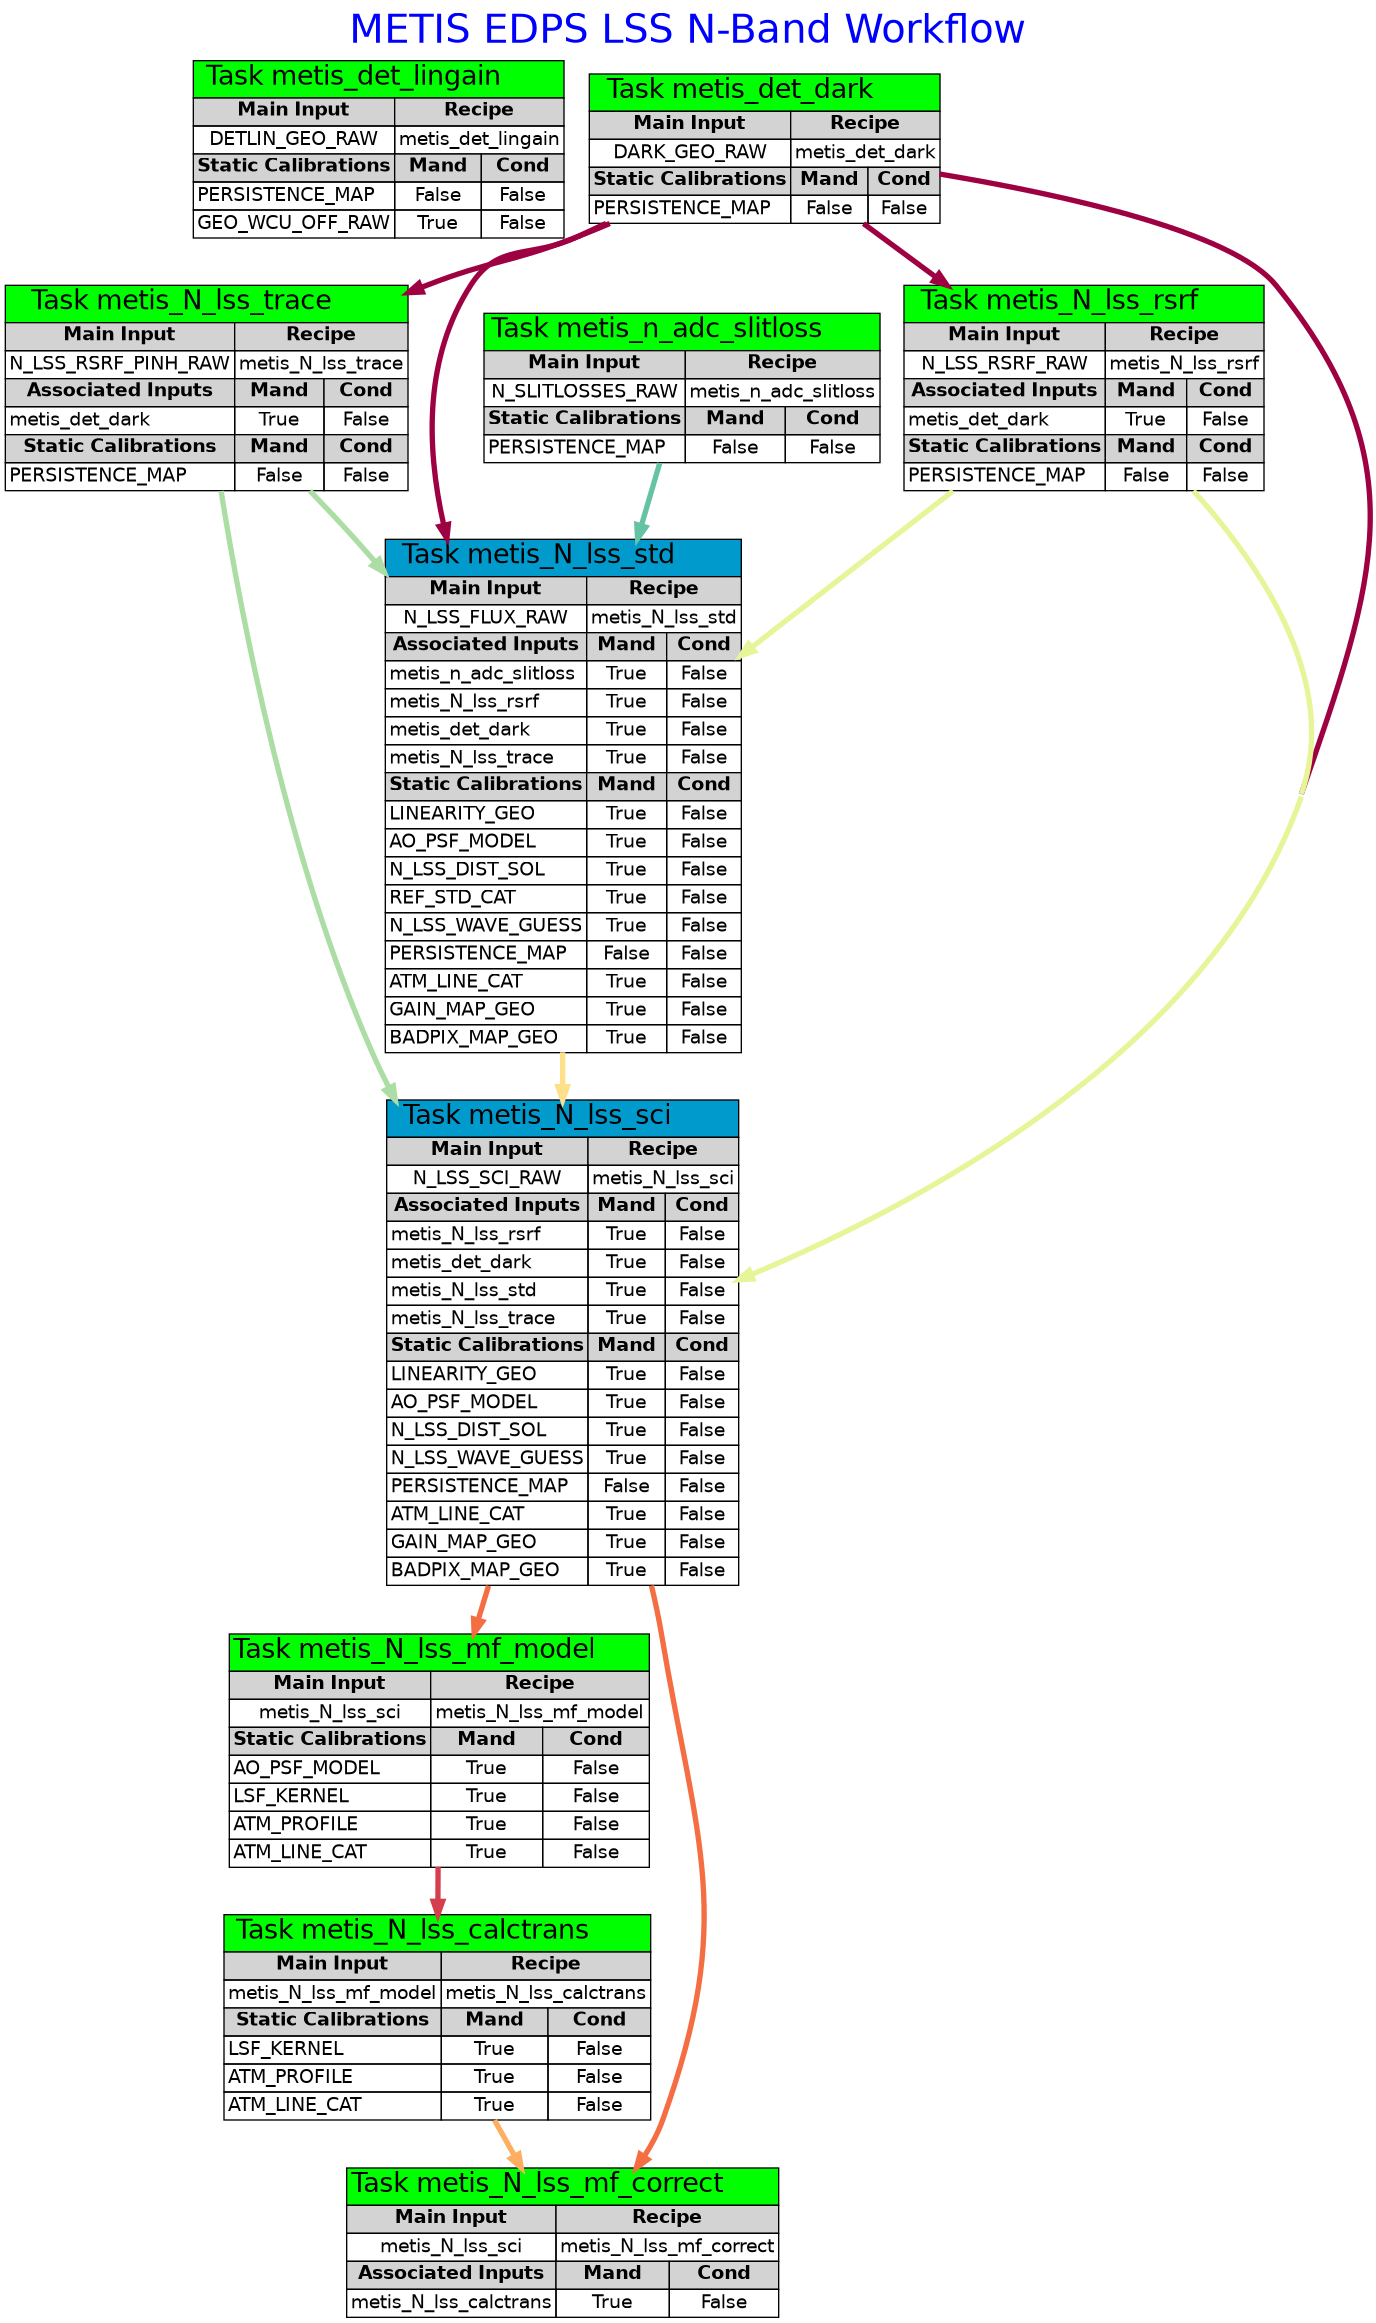 METIS EDPS LSS N-Band Workflow
Task metis_det_lingain
Main Input Recipe
DETLIN_GEO_RAW metis_det_lingain
Static Calibrations Mand Cond
PERSISTENCE_MAP False False
GEO_WCU_OFF_RAW True False
Task metis_det_dark
Main Input Recipe
DARK_GEO_RAW metis_det_dark
Static Calibrations Mand Cond
PERSISTENCE_MAP False False
Task metis_N_lss_trace
Main Input Recipe
N_LSS_RSRF_PINH_RAW metis_N_lss_trace
Associated Inputs Mand Cond
metis_det_dark True False
Static Calibrations Mand Cond
PERSISTENCE_MAP False False
Task metis_n_adc_slitloss
Main Input Recipe
N_SLITLOSSES_RAW metis_n_adc_slitloss
Static Calibrations Mand Cond
PERSISTENCE_MAP False False
Task metis_N_lss_rsrf
Main Input Recipe
N_LSS_RSRF_RAW metis_N_lss_rsrf
Associated Inputs Mand Cond
metis_det_dark True False
Static Calibrations Mand Cond
PERSISTENCE_MAP False False
Task metis_N_lss_std
Main Input Recipe
N_LSS_FLUX_RAW metis_N_lss_std
Associated Inputs Mand Cond
metis_n_adc_slitloss True False
metis_N_lss_rsrf True False
metis_det_dark True False
metis_N_lss_trace True False
Static Calibrations Mand Cond
LINEARITY_GEO True False
AO_PSF_MODEL True False
N_LSS_DIST_SOL True False
REF_STD_CAT True False
N_LSS_WAVE_GUESS True False
PERSISTENCE_MAP False False
ATM_LINE_CAT True False
GAIN_MAP_GEO True False
BADPIX_MAP_GEO True False
Task metis_N_lss_sci
Main Input Recipe
N_LSS_SCI_RAW metis_N_lss_sci
Associated Inputs Mand Cond
metis_N_lss_rsrf True False
metis_det_dark True False
metis_N_lss_std True False
metis_N_lss_trace True False
Static Calibrations Mand Cond
LINEARITY_GEO True False
AO_PSF_MODEL True False
N_LSS_DIST_SOL True False
N_LSS_WAVE_GUESS True False
PERSISTENCE_MAP False False
ATM_LINE_CAT True False
GAIN_MAP_GEO True False
BADPIX_MAP_GEO True False
Task metis_N_lss_mf_model
Main Input Recipe
metis_N_lss_sci metis_N_lss_mf_model
Static Calibrations Mand Cond
AO_PSF_MODEL True False
LSF_KERNEL True False
ATM_PROFILE True False
ATM_LINE_CAT True False
Task metis_N_lss_calctrans
Main Input Recipe
metis_N_lss_mf_model metis_N_lss_calctrans
Static Calibrations Mand Cond
LSF_KERNEL True False
ATM_PROFILE True False
ATM_LINE_CAT True False
Task metis_N_lss_mf_correct
Main Input Recipe
metis_N_lss_sci metis_N_lss_mf_correct
Associated Inputs Mand Cond
metis_N_lss_calctrans True False